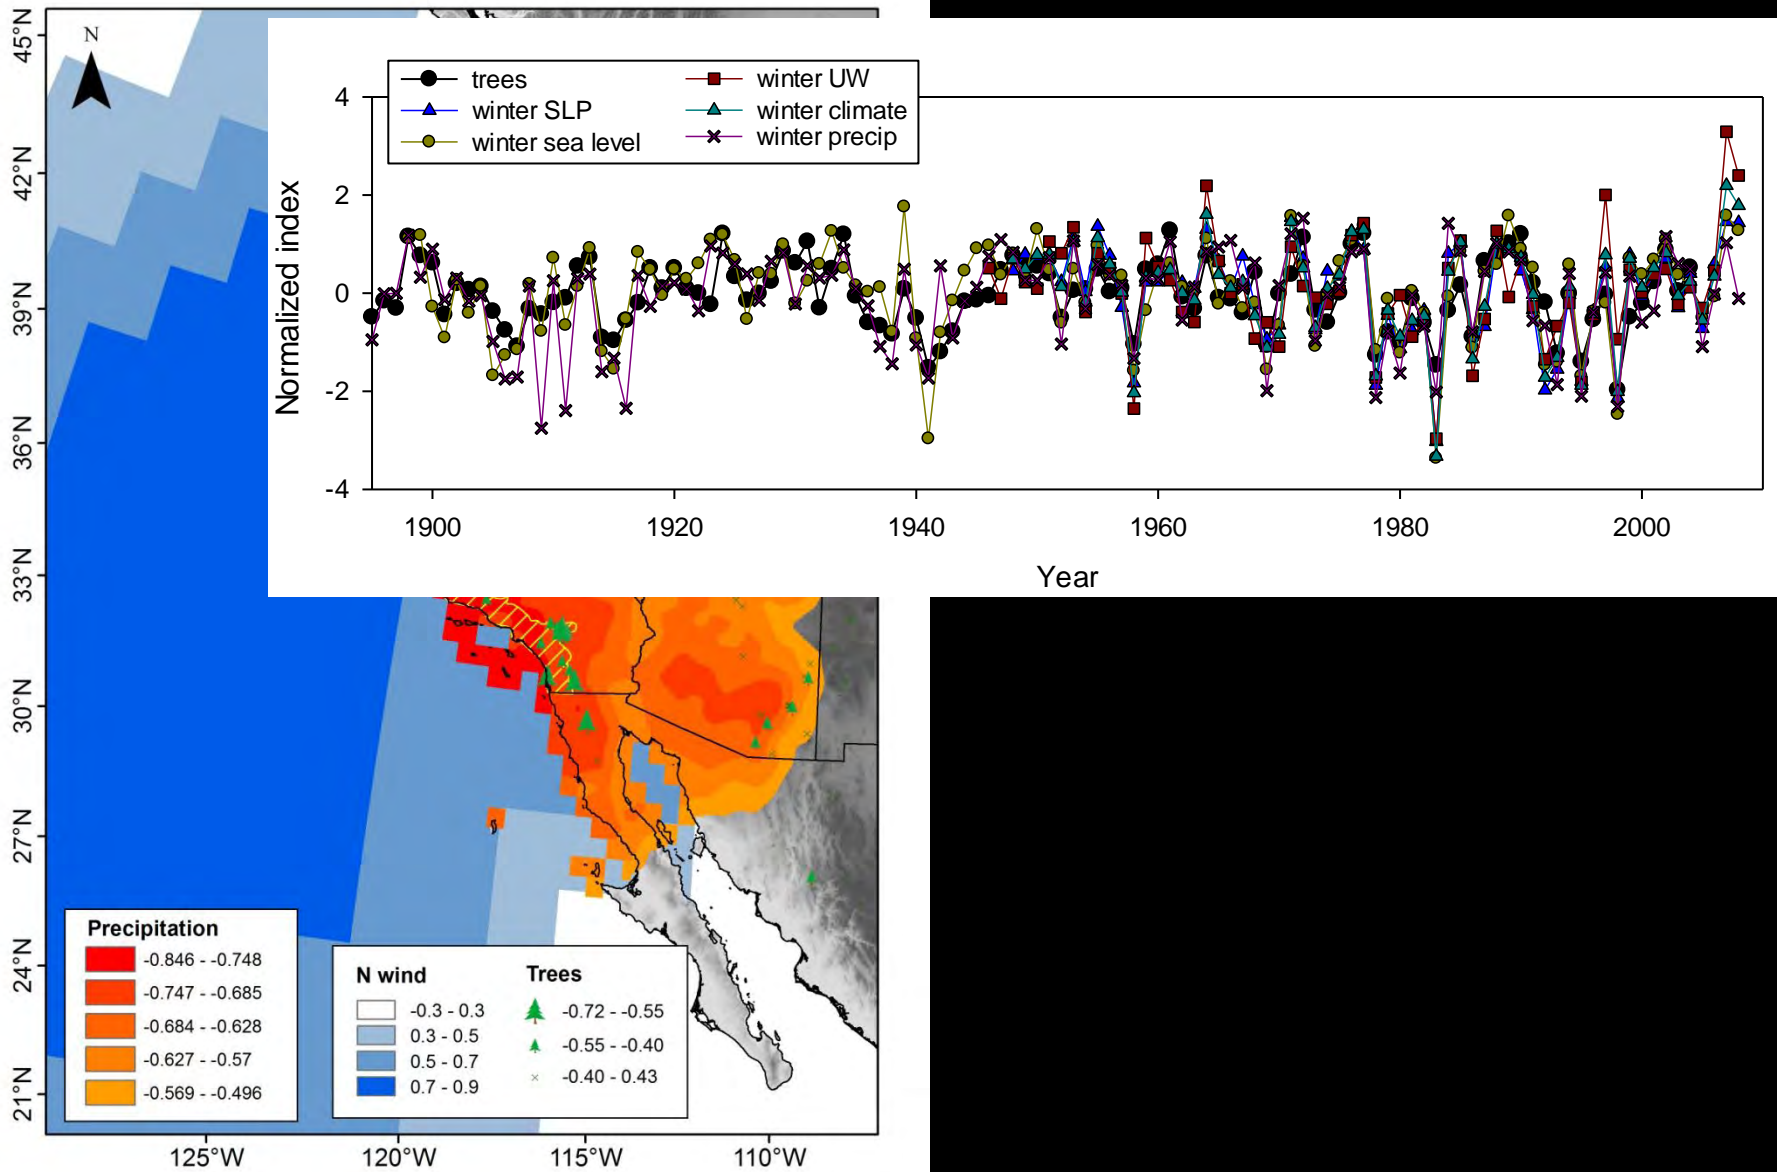 N
45°N
42°N
39°N
36°N
33°N
30°N
27°N
24°N
21°N
125°W
120°W
115°W
110°W
trees
winter SLP
winter sea level
winter UW
winter climate
winter precip
Normalized index
4
2
0
-2
-4
1900
1920
1940
1960
1980
2000
Year
Precipitation
-0.846 - -0.748
-0.747 - -0.685
-0.684 - -0.628
-0.627 - -0.57
-0.569 - -0.496
N wind
-0.3 - 0.3
0.3 - 0.5
0.5 - 0.7
0.7 - 0.9
Trees
-0.72 - -0.55
-0.55 - -0.40
-0.40 - 0.43